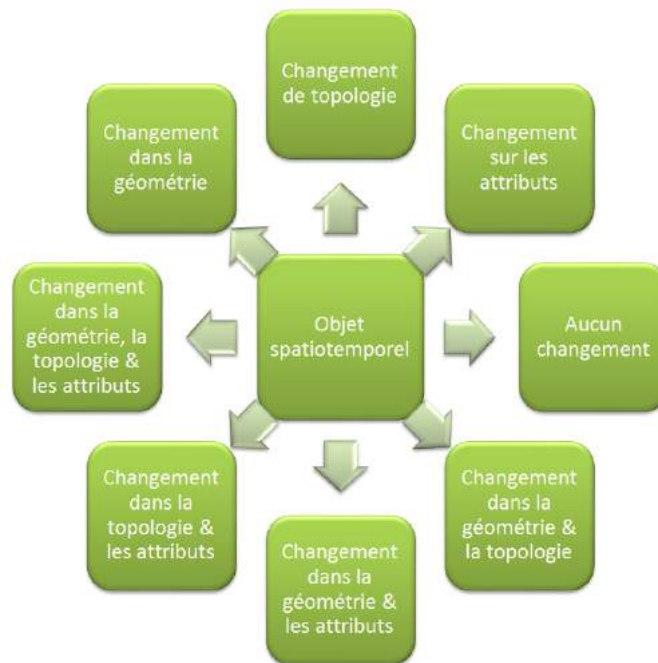 Changement
de topologie
Changement
dans la
géométrie
Changement
sur les
attributs
Changement
dans la
géométrie, la
topologie &
les attributs
Objet
spatiotemporel
Aucun
changement
Changement
dans la
topologie &
les attributs
Changement
dans la
géométrie &
les attributs
Changement
dans la
géométrie &
la topologie